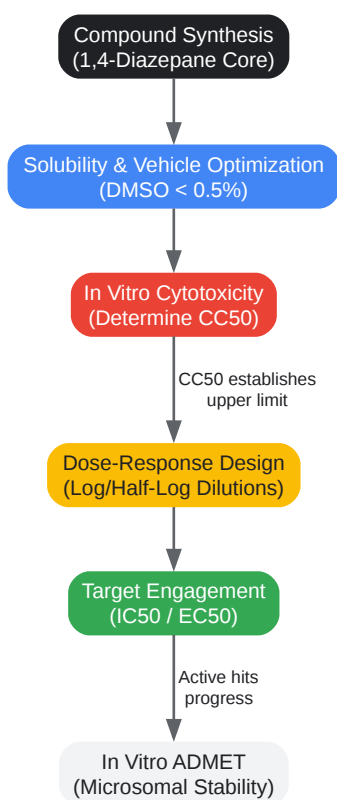 Compound Synthesis
(1,4-Diazepane Core)
Solubility & Vehicle Optimization
(DMSO < 0.5%)
In Vitro Cytotoxicity
(Determine CC50)
CC50 establishes
upper limit
Dose-Response Design
(Log/Half-Log Dilutions)
Target Engagement
(IC50 / EC50)
Active hits
progress
In Vitro ADMET
(Microsomal Stability)